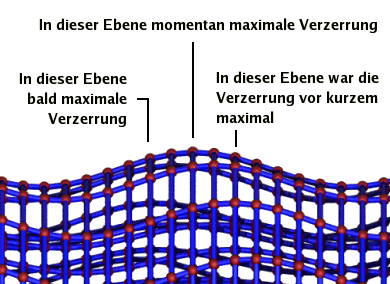 In dieser Ebene momentan maximale Verzerrung
In dieser Ebene
bald maximale
Verzerrung
In dieser Ebene war die
Verzerrung vor kurzem
maximal